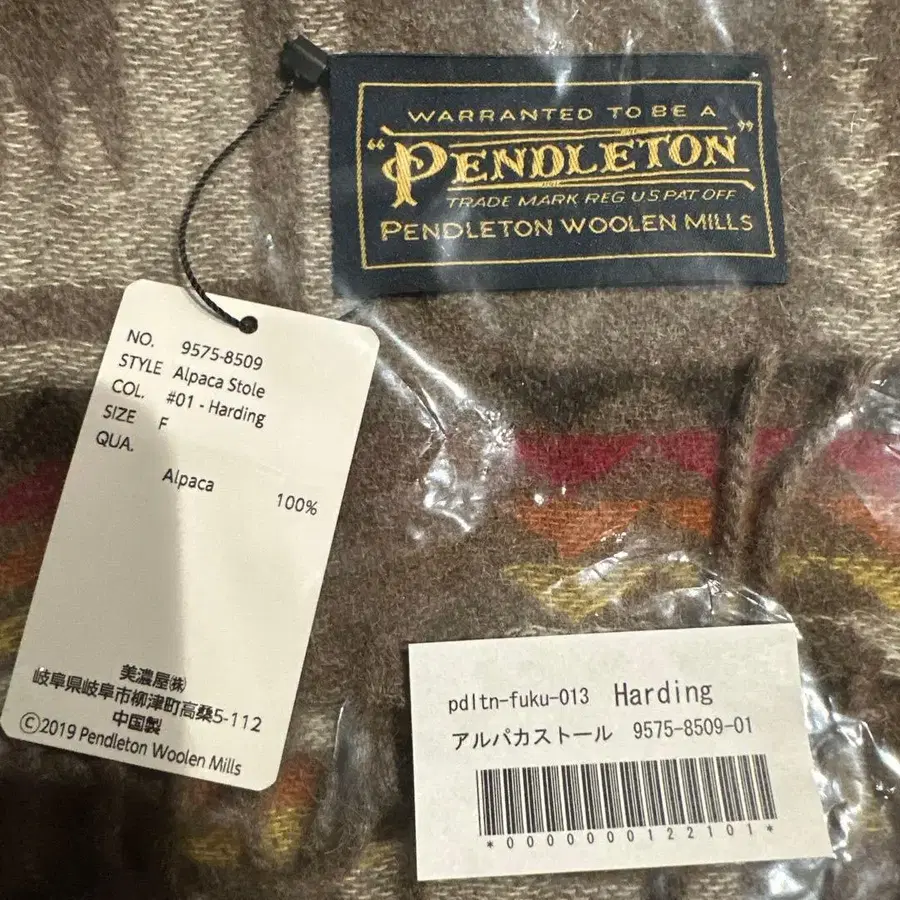 WARRANTED TO BE A
"PENDLETON"
TRADE MARK REG US PAT OFF
PENDLETON WOOLEN MILLS
NO. 9575-8509
STYLE Alpaca Stole
COL. #01 - Harding
SIZE F
QUA.
Alpaca 100%
美濃屋㈱
岐阜県岐阜市柳津町高桑5-112
中国製
©2019 Pendleton Woolen Mills
pdltn-fuku-013 Harding
アルパカストール 9575-8509-01
*0000000122101*